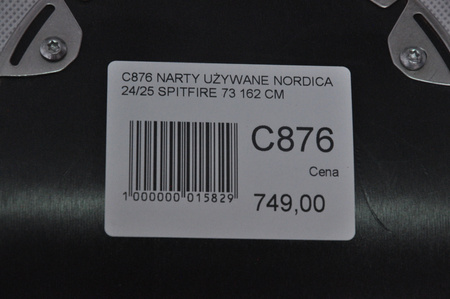 C876 NARTY UŻYWANE NORDICA
24/25 SPITFIRE 73 162 CM
C876
Cena
1 000000 015829
749,00